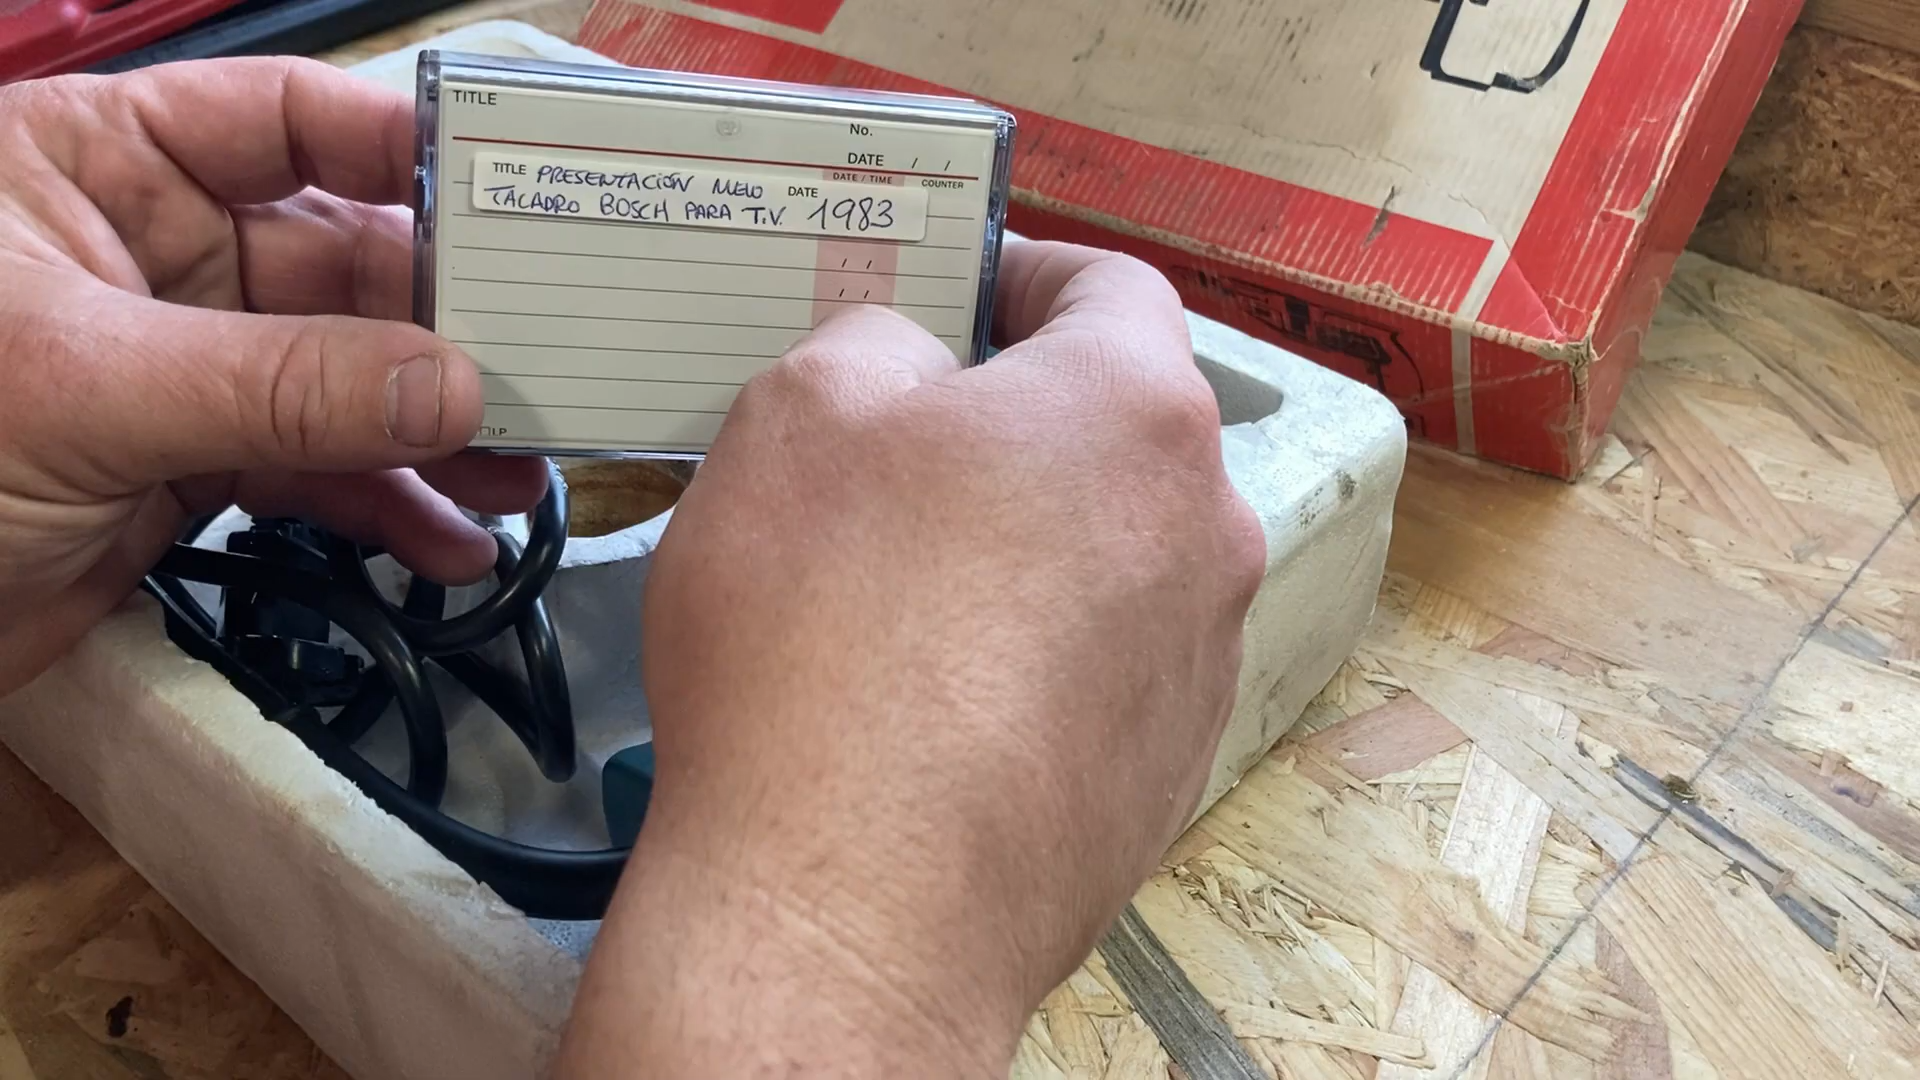 TITLE
No.
DATE / /
DATE / TIME COUNTER
TITLE PRESENTACIÓN NUEVO DATE
TALADRO BOSCH PARA T.V. 1983
/ /
/ /
LP